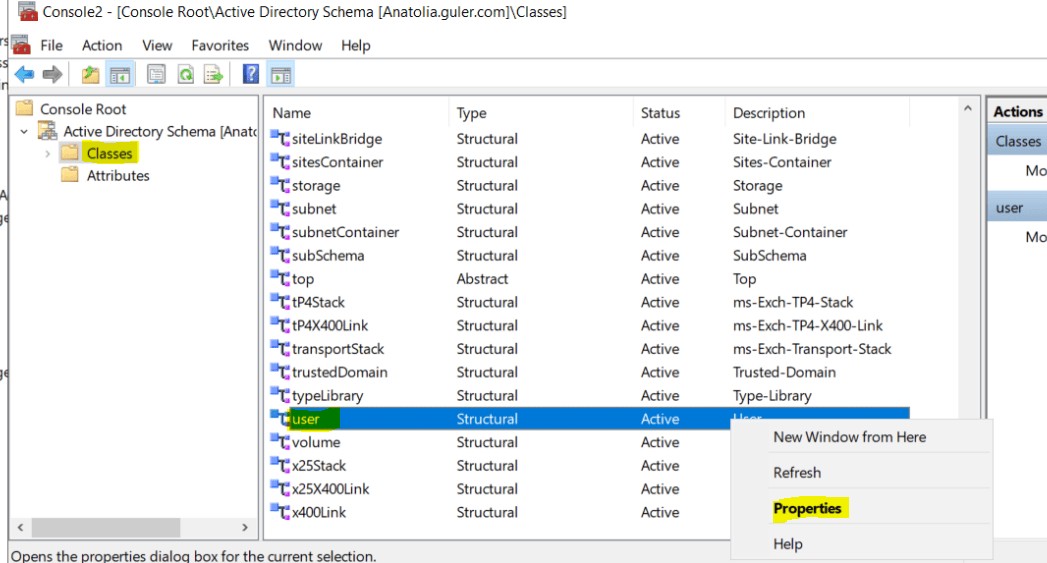 Console2 - [Console Root\Active Directory Schema [Anatolia.guler.com]\Classes]
File Action View Favorites Window Help
Console Root
Active Directory Schema [Anato
Classes
Attributes
Name Type Status Description
siteLinkBridge Structural Active Site-Link-Bridge
sitesContainer Structural Active Sites-Container
storage Structural Active Storage
subnet Structural Active Subnet
subnetContainer Structural Active Subnet-Container
subSchema Structural Active SubSchema
top Abstract Active Top
tP4Stack Structural Active ms-Exch-TP4-Stack
tP4X400Link Structural Active ms-Exch-TP4-X400-Link
transportStack Structural Active ms-Exch-Transport-Stack
trustedDomain Structural Active Trusted-Domain
typeLibrary Structural Active Type-Library
user Structural Active User
volume Structural Active
x25Stack Structural Active
x25X400Link Structural Active
x400Link Structural Active
New Window from Here
Refresh
Properties
Help
Actions
Classes
Mo
user
Mo
Opens the properties dialog box for the current selection.